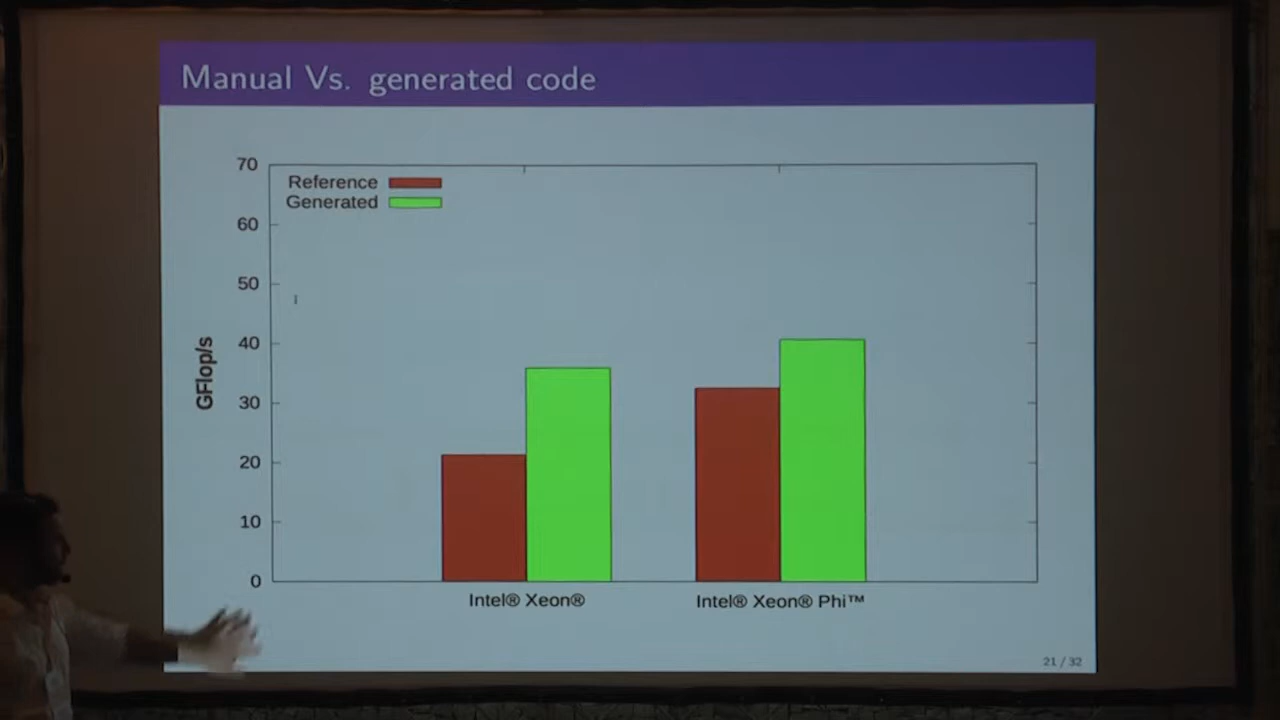 Manual Vs. generated code
70
Reference
Generated
60
50
40
GFlop/s
30
20
10
0
Intel® Xeon®
Intel® Xeon® Phi™
21 / 32